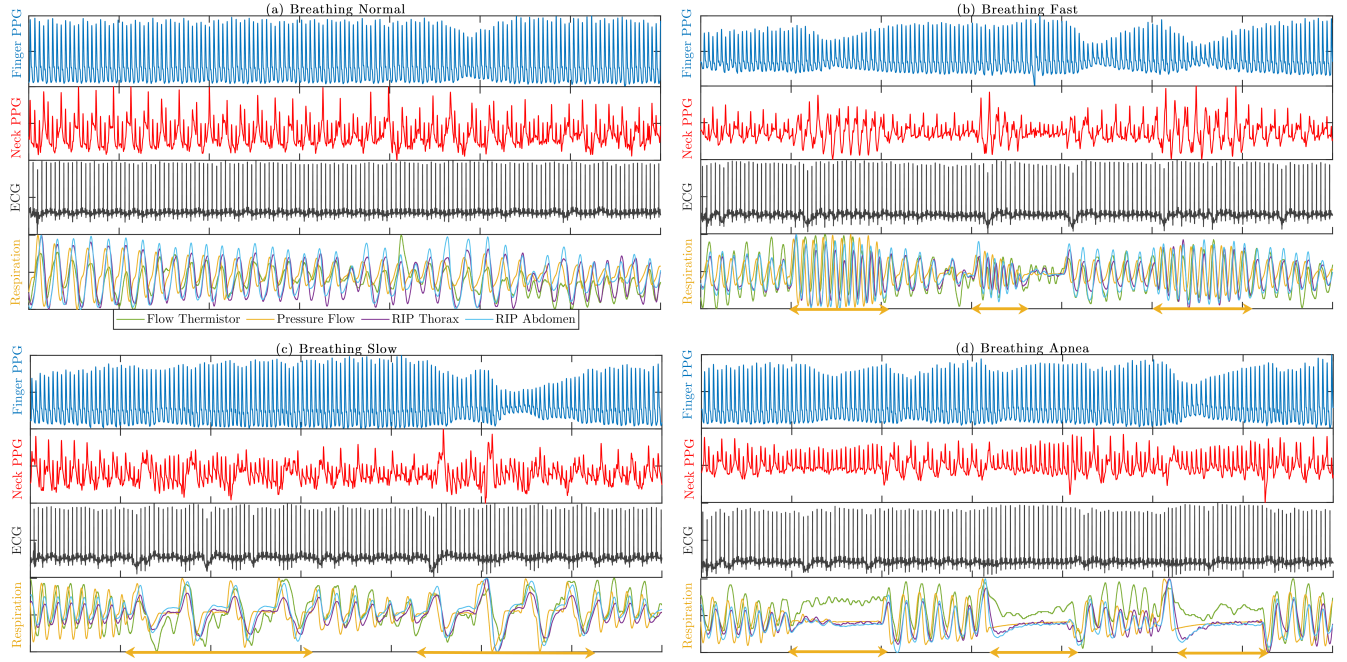 (a) Breathing Normal
Finger PPG
Neck PPG
ECG
Respiration
Flow Thermistor Pressure Flow RIP Thorax RIP Abdomen
(b) Breathing Fast
Finger PPG
Neck PPG
ECG
Respiration
(c) Breathing Slow
Finger PPG
Neck PPG
ECG
Respiration
(d) Breathing Apnea
Finger PPG
Neck PPG
ECG
Respiration